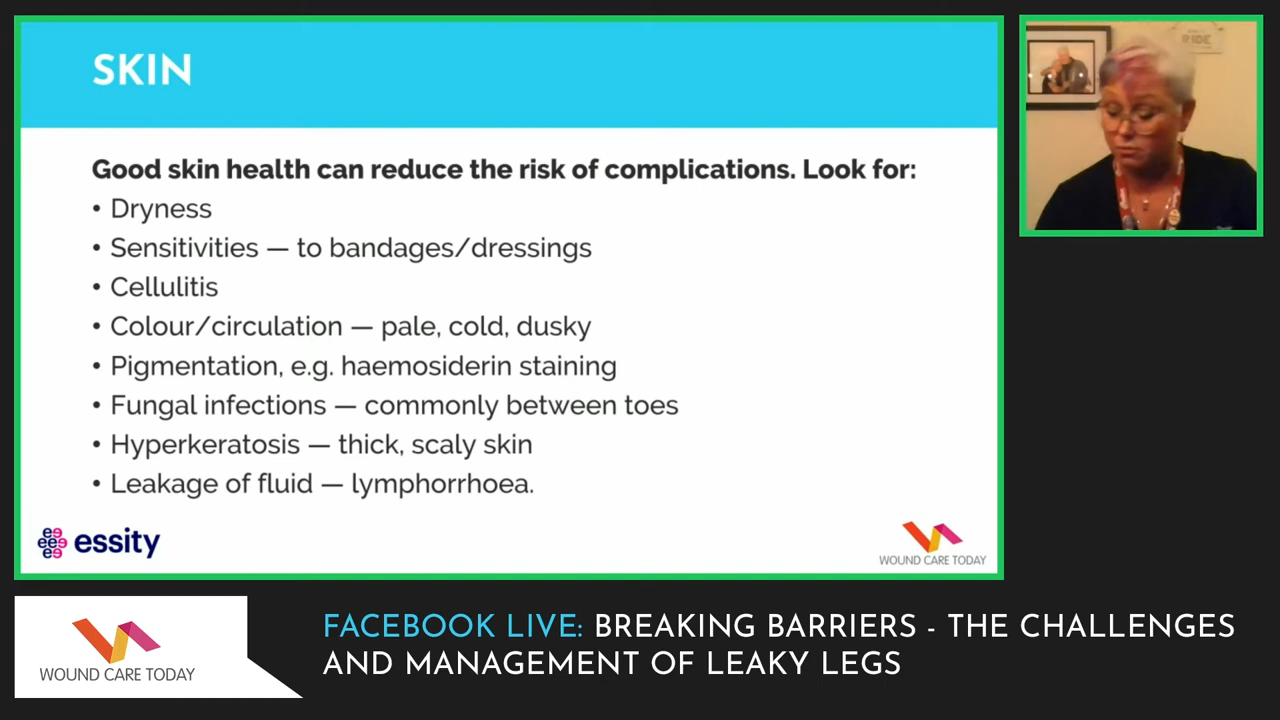 SKIN
Good skin health can reduce the risk of complications. Look for:
• Dryness
• Sensitivities — to bandages/dressings
• Cellulitis
• Colour/circulation — pale, cold, dusky
• Pigmentation, e.g. haemosiderin staining
• Fungal infections — commonly between toes
• Hyperkeratosis — thick, scaly skin
• Leakage of fluid — lymphorrhoea.
essity
WOUND CARE TODAY
WOUND CARE TODAY
FACEBOOK LIVE: BREAKING BARRIERS - THE CHALLENGES
AND MANAGEMENT OF LEAKY LEGS